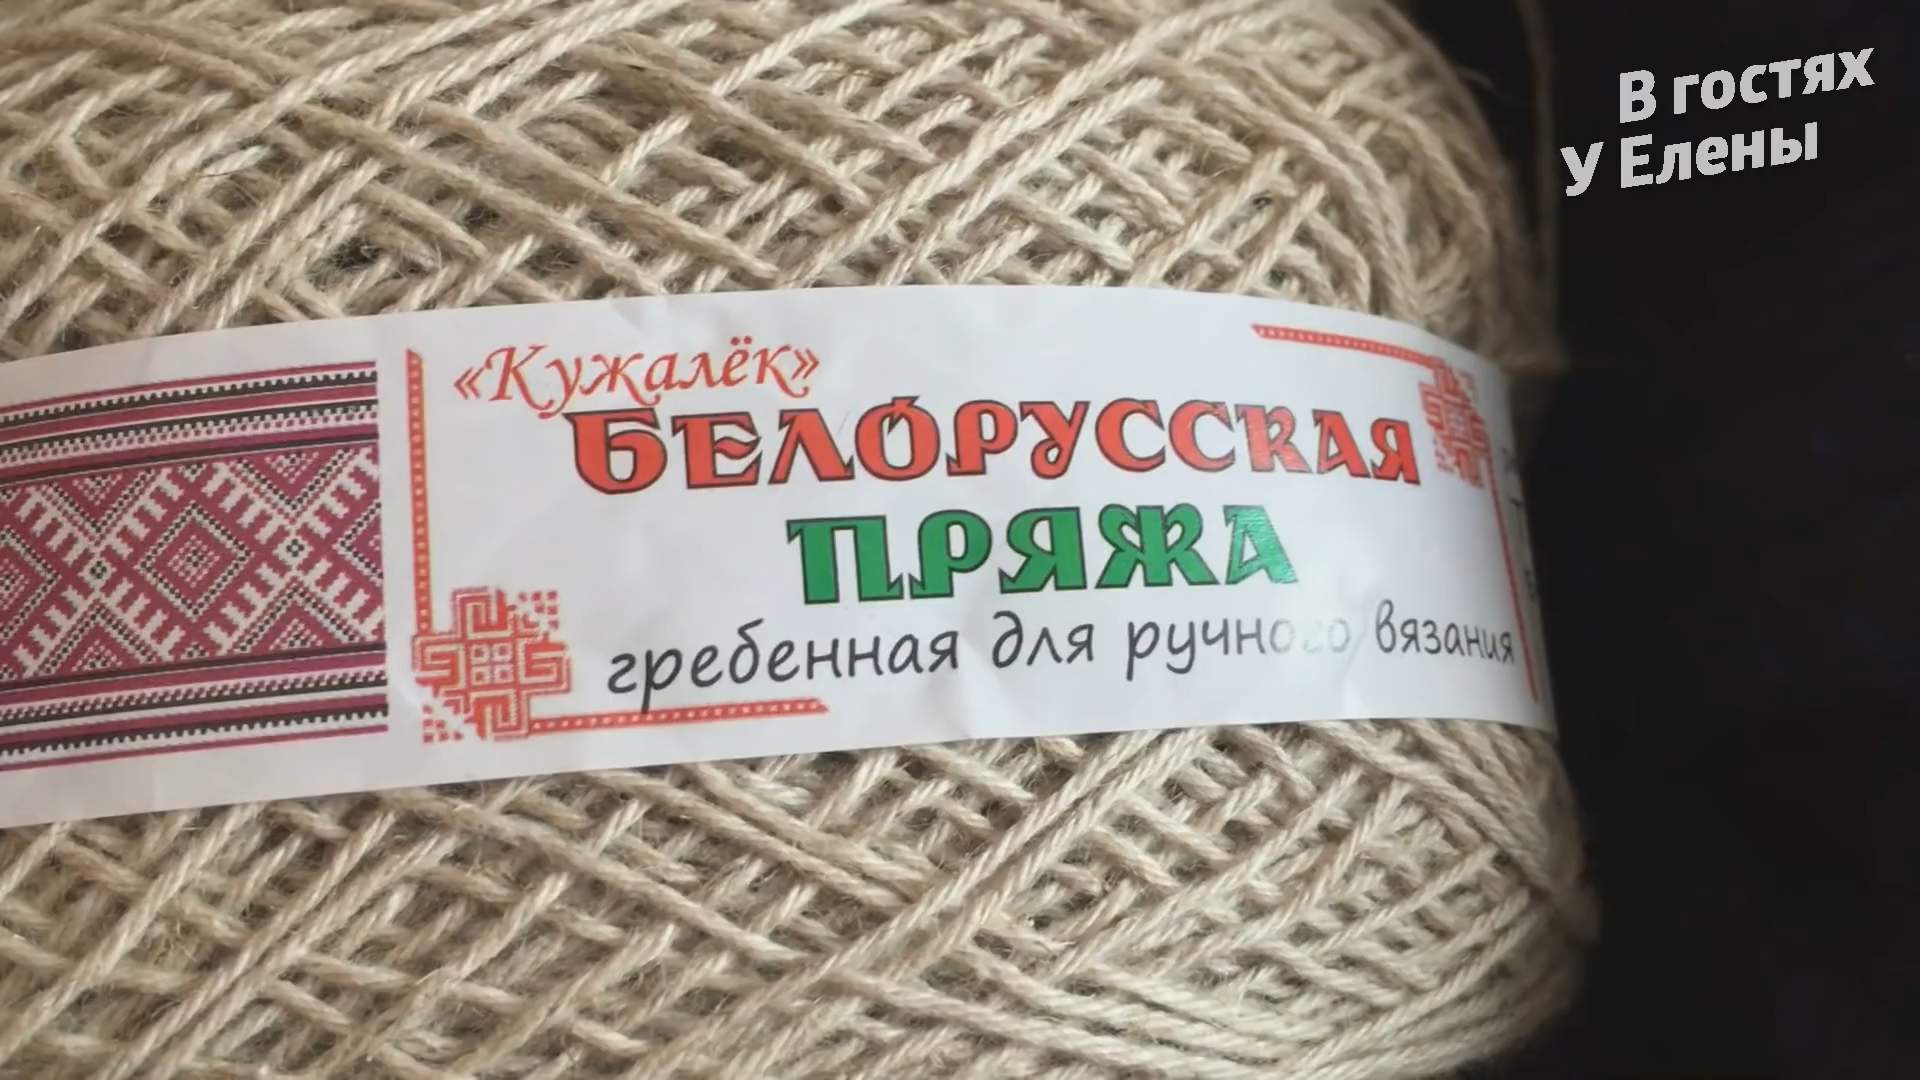 В гостях
у Елены
«Кужалёк»
БЕЛОРУССКАЯ
ПРЯЖА
гребенная для ручного вязания